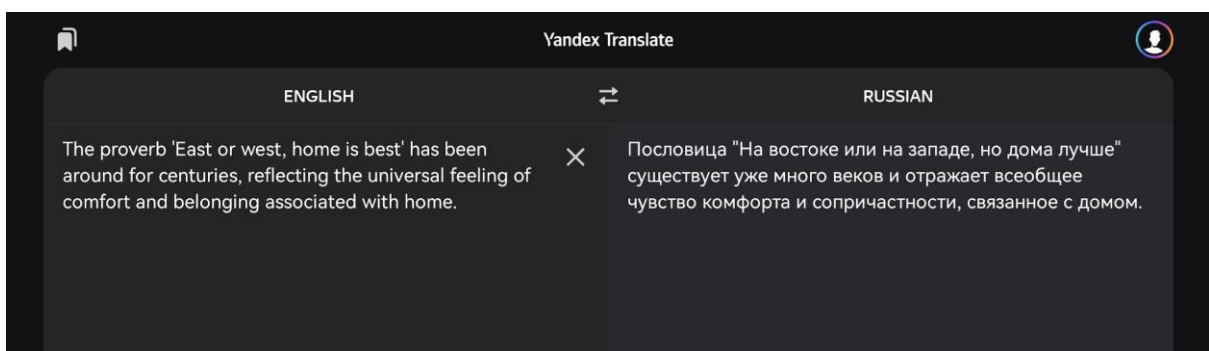 Yandex Translate
ENGLISH
RUSSIAN
The proverb 'East or west, home is best' has been
around for centuries, reflecting the universal feeling of
comfort and belonging associated with home.
Пословица "На востоке или на западе, но дома лучше"
существует уже много веков и отражает всеобщее
чувство комфорта и сопричастности, связанное с домом.